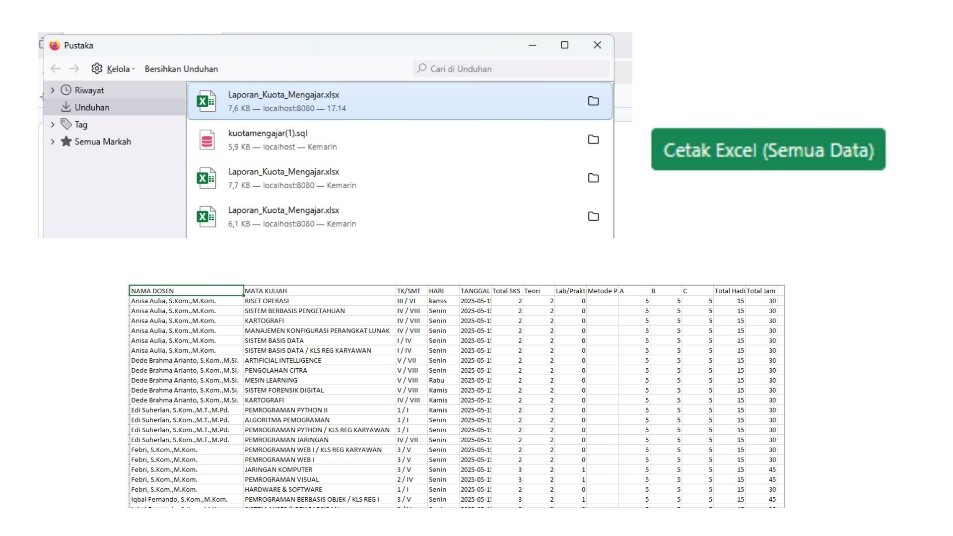 Pustaka
Kelola Bersihkan Unduhan Cari di Unduhan
Riwayat
Unduhan
Tag
Semua Markah
Laporan_Kuota_Mengajar.xlsx
7,6 KB — localhost:8080 — 17.14
kuotamengajar(1).sql
5,9 KB — localhost — Kemarin
Laporan_Kuota_Mengajar.xlsx
7,7 KB — localhost:8080 — Kemarin
Laporan_Kuota_Mengajar.xlsx
6,1 KB — localhost:8080 — Kemarin
Cetak Excel (Semua Data)
NAMA DOSEN MATA KULIAH TK/SMT HARI TANGGAL Total SKS Teori Lab/Prakti Metode P A B C Total Hadi Total Jam
Anisa Aulia, S.Kom.,M.Kom. RISET OPERASI III / VI kamis 2025-05-1 2 2 0 5 5 5 15 30
Anisa Aulia, S.Kom.,M.Kom. SISTEM BERBASIS PENGETAHUAN IV / VIII Senin 2025-05-1 2 2 0 5 5 5 15 30
Anisa Aulia, S.Kom.,M.Kom. KARTOGRAFI IV / VIII Senin 2025-05-1 2 2 0 5 5 5 15 30
Anisa Aulia, S.Kom.,M.Kom. MANAJEMEN KONFIGURASI PERANGKAT LUNAK IV / VIII Senin 2025-05-1 2 2 0 5 5 5 15 30
Anisa Aulia, S.Kom.,M.Kom. SISTEM BASIS DATA I / IV Senin 2025-05-1 2 2 0 5 5 5 15 30
Anisa Aulia, S.Kom.,M.Kom. SISTEM BASIS DATA / KLS REG KARYAWAN I / IV Senin 2025-05-1 2 2 0 5 5 5 15 30
Dede Brahma Arianto, S.Kom.,M.Si. ARTIFICIAL INTELLIGENCE V / VII Senin 2025-05-1 2 2 0 5 5 5 15 30
Dede Brahma Arianto, S.Kom.,M.Si. PENGOLAHAN CITRA V / VIII Senin 2025-05-1 2 2 0 5 5 5 15 30
Dede Brahma Arianto, S.Kom.,M.Si. MESIN LEARNING V / VIII Rabu 2025-05-1 2 2 0 5 5 5 15 30
Dede Brahma Arianto, S.Kom.,M.Si. SISTEM FORENSIK DIGITAL V / VIII Kamis 2025-05-1 2 2 0 5 5 5 15 30
Dede Brahma Arianto, S.Kom.,M.Si. KARTOGRAFI IV / VIII Kamis 2025-05-1 2 2 0 5 5 5 15 30
Edi Suherlan, S.Kom.,M.T.,M.Pd. PEMROGRAMAN PYTHON II 1 / I Kamis 2025-05-1 2 2 0 5 5 5 15 30
Edi Suherlan, S.Kom.,M.T.,M.Pd. ALGORITMA PEMOGRAMAN 1 / I Senin 2025-05-1 2 2 0 5 5 5 15 30
Edi Suherlan, S.Kom.,M.T.,M.Pd. PEMROGRAMAN PYTHON / KLS REG KARYAWAN 1 / I Senin 2025-05-1 2 2 0 5 5 5 15 30
Edi Suherlan, S.Kom.,M.T.,M.Pd. PEMROGRAMAN JARINGAN IV / VII Senin 2025-05-1 2 2 0 5 5 5 15 30
Febri, S.Kom.,M.Kom. PEMROGRAMAN WEB I / KLS REG KARYAWAN 3 / V Senin 2025-05-1 2 2 0 5 5 5 15 30
Febri, S.Kom.,M.Kom. PEMROGRAMAN WEB I 3 / V Senin 2025-05-1 2 2 0 5 5 5 15 30
Febri, S.Kom.,M.Kom. JARINGAN KOMPUTER 3 / V Senin 2025-05-1 3 2 1 5 5 5 15 45
Febri, S.Kom.,M.Kom. PEMROGRAMAN VISUAL 2 / IV Senin 2025-05-1 3 2 1 5 5 5 15 45
Febri, S.Kom.,M.Kom. HARDWARE & SOFTWARE 1 / I Senin 2025-05-1 2 2 0 5 5 5 15 30
Iqbal Fernando, S.Kom.,M.Kom. PEMROGRAMAN BERBASIS OBJEK / KLS REG I 3 / V Senin 2025-05-1 3 2 1 5 5 5 15 45